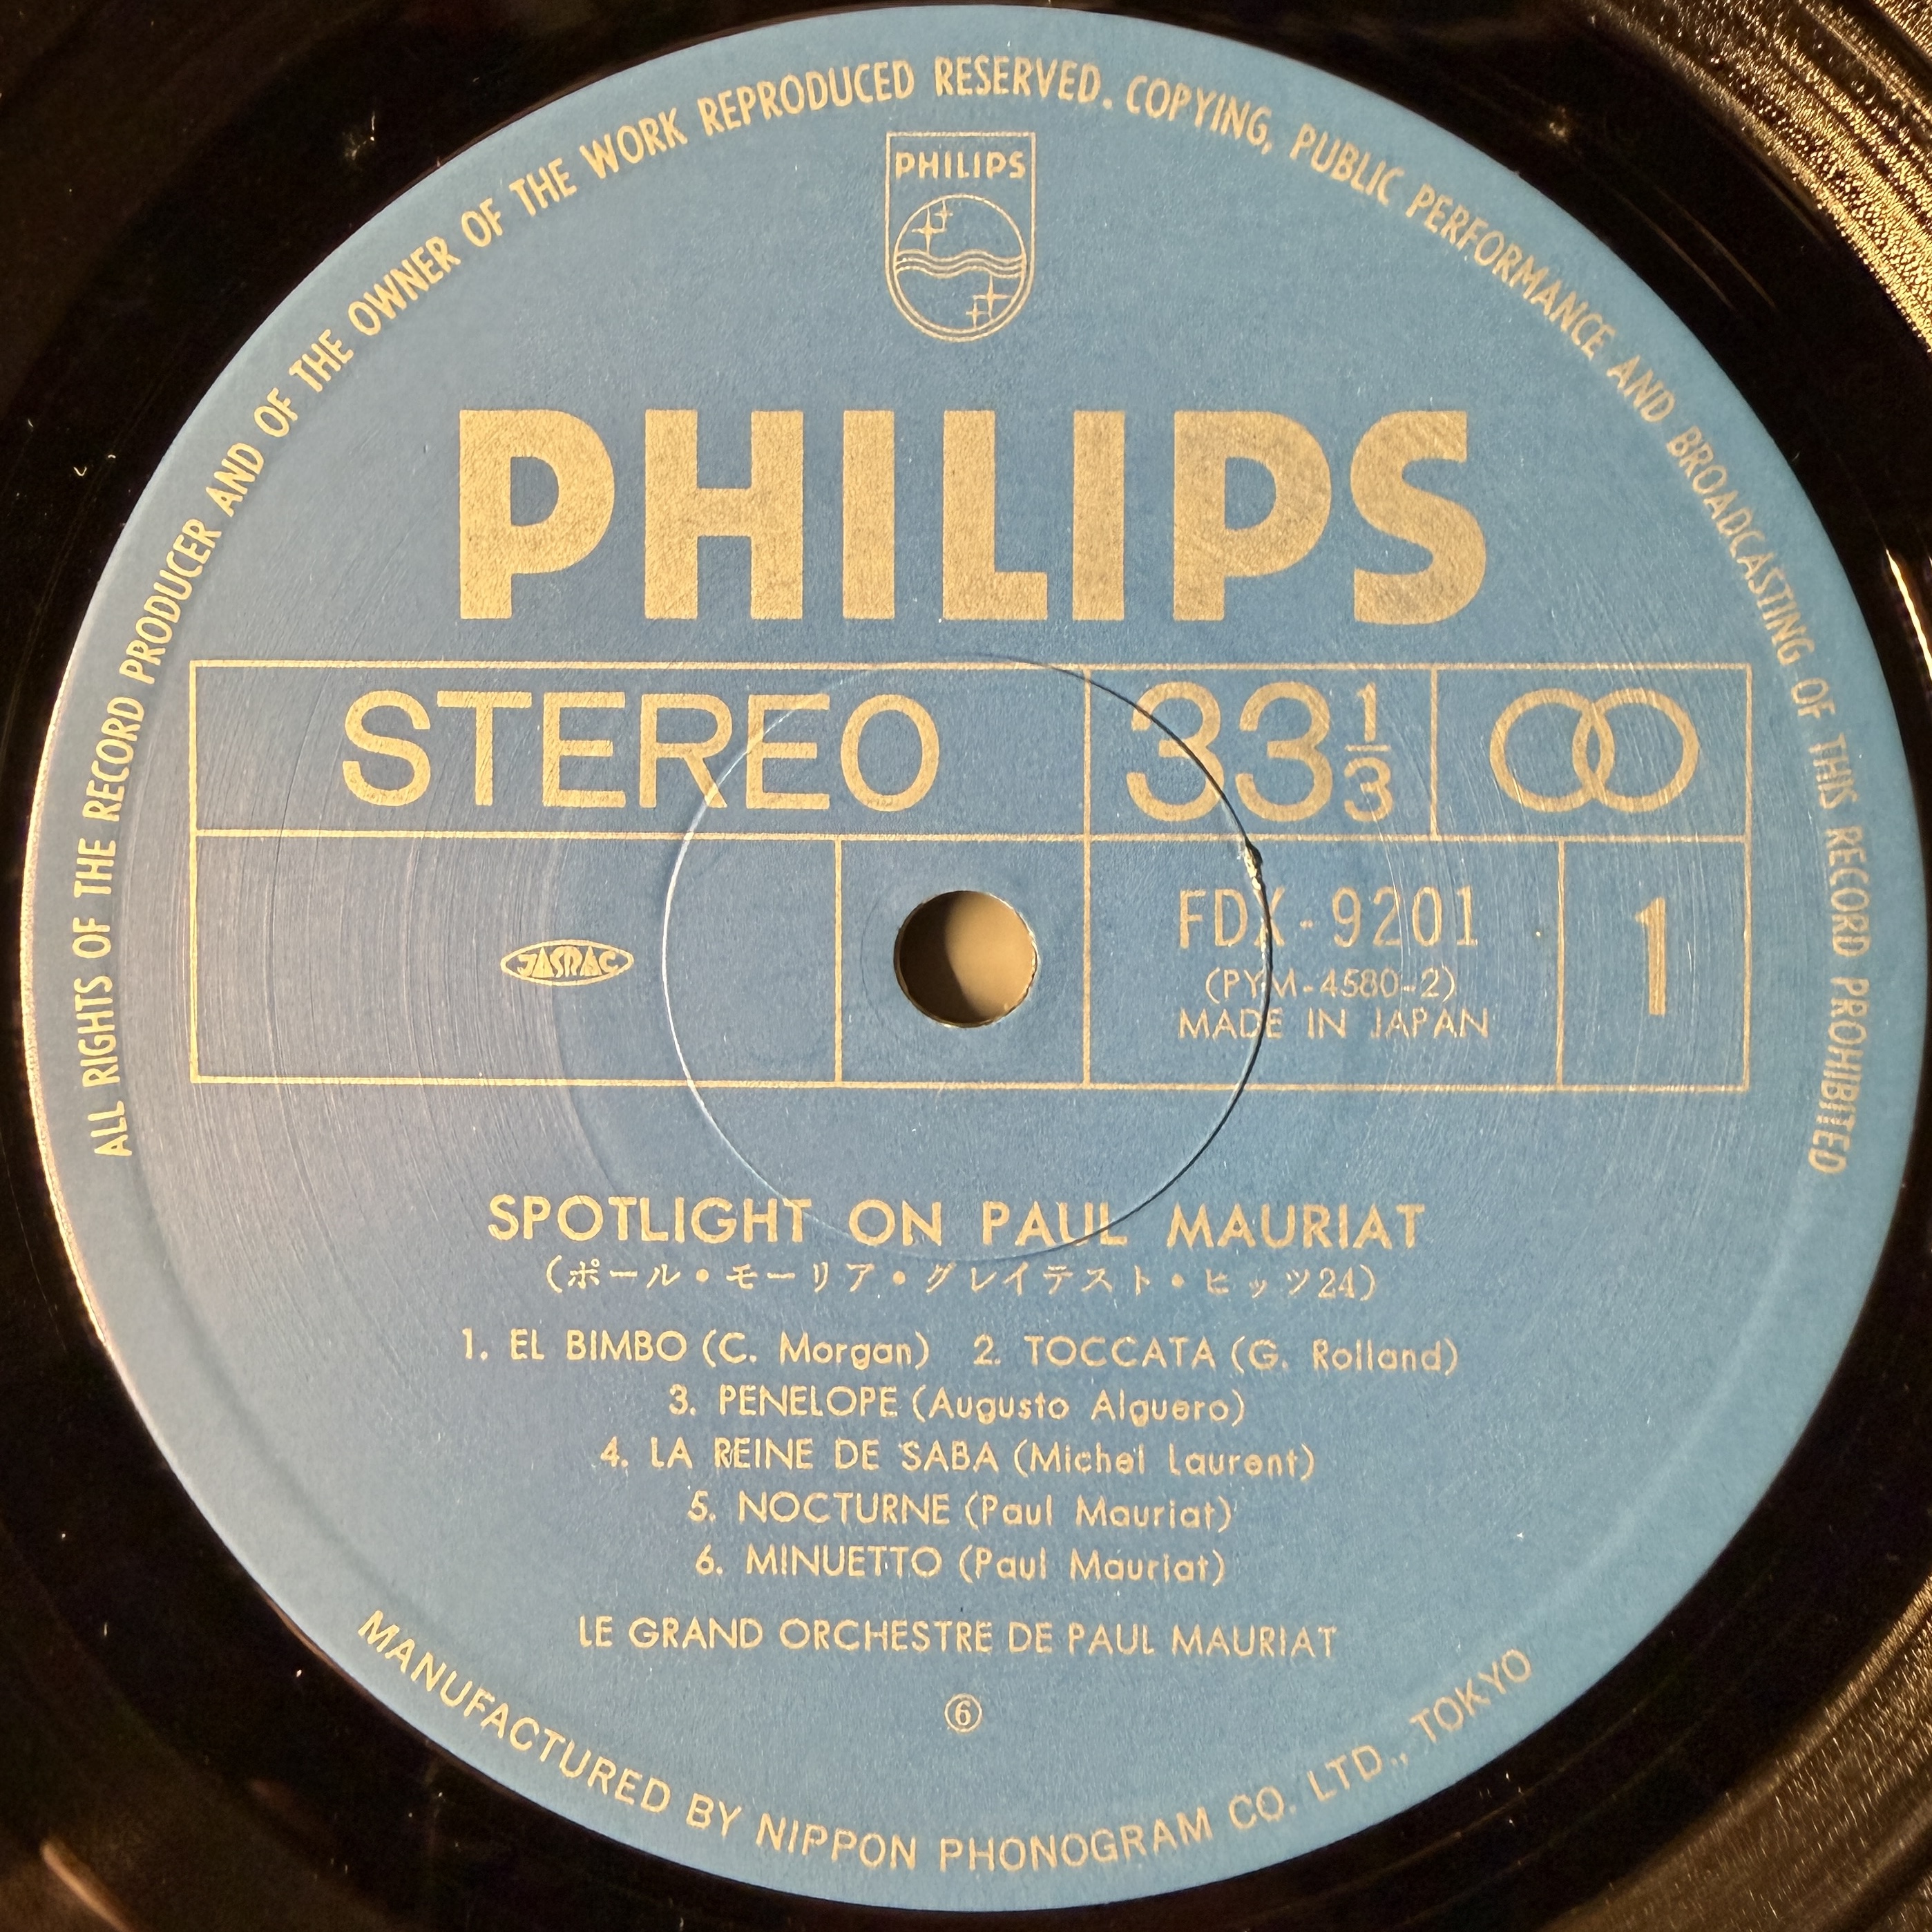 ALL RIGHTS OF THE RECORD PRODUCER AND OF THE OWNER OF THE WORK REPRODUCED RESERVED. COPYING, PUBLIC PERFORMANCE AND BROADCASTING OF THIS RECORD PROHIBITED
PHILIPS
PHILIPS
STEREO
33 1/3
JASRAC
FDX-9201
(PYM-4580-2)
MADE IN JAPAN
1
SPOTLIGHT ON PAUL MAURIAT
(ポール・モーリア・グレイテスト・ヒッツ24)
1. EL BIMBO (C. Morgan) 2. TOCCATA (G. Rolland)
3. PENELOPE (Augusto Alguero)
4. LA REINE DE SABA (Michel Laurent)
5. NOCTURNE (Paul Mauriat)
6. MINUETTO (Paul Mauriat)
LE GRAND ORCHESTRE DE PAUL MAURIAT
⑥
MANUFACTURED BY NIPPON PHONOGRAM CO. LTD., TOKYO